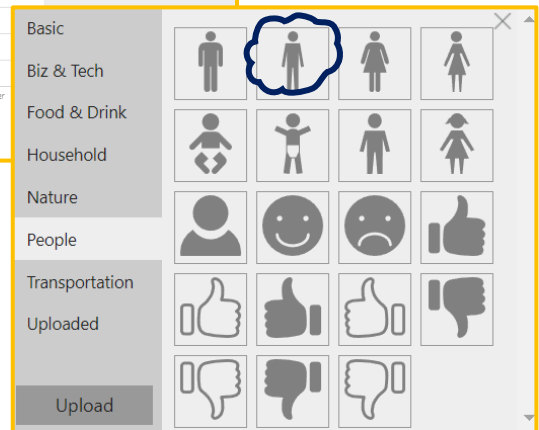 Basic
Biz & Tech
Food & Drink
Household
Nature
People
Transportation
Uploaded
Upload